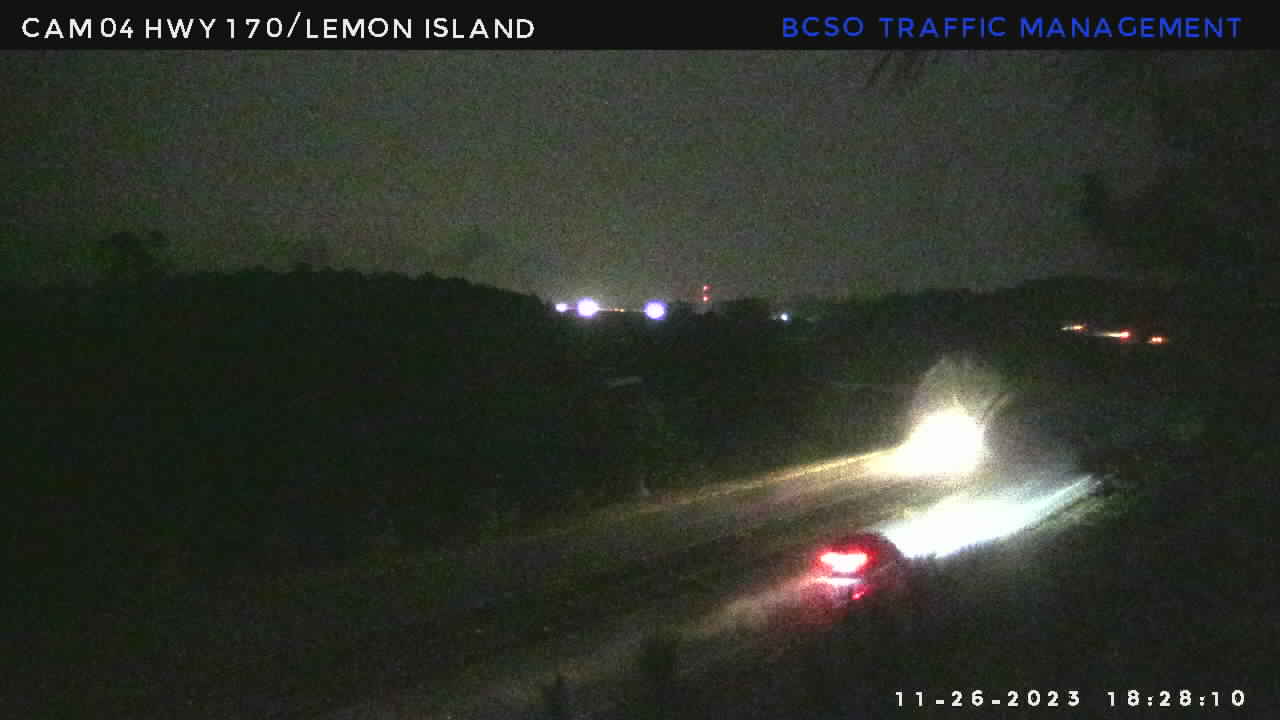 CAM04 HWY 170/LEMON ISLAND
BCSO TRAFFIC MANAGEMENT
11-26-2023 18:28:10